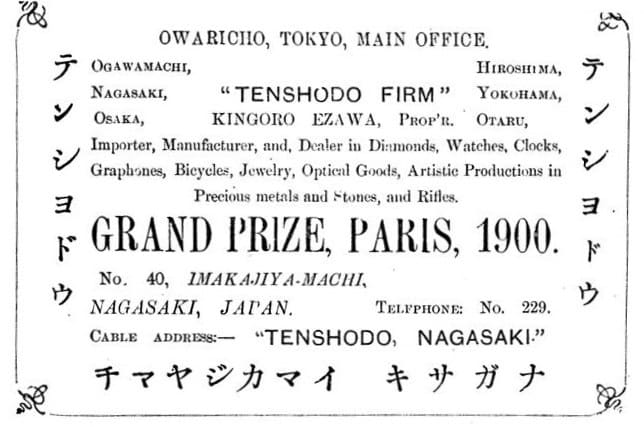 OWARICHO, TOKYO, MAIN OFFICE.
テンシヨドウ
テンシヨドウ
OGAWAMACHI, HIROSHIMA,
NAGASAKI, "TENSHODO FIRM" YOKOHAMA,
OSAKA, KINGORO EZAWA, PROP'R. OTARU,
Importer, Manufacturer, and, Dealer in Diamonds, Watches, Clocks,
Graphones, Bicycles, Jewelry, Optical Goods, Artistic Productions in
Precious metals and Stones, and Rifles.
GRAND PRIZE, PARIS, 1900.
No. 40, IMAKAJIYA-MACHI,
NAGASAKI, JAPAN. TELEPHONE: No. 229.
CABLE ADDRESS:— "TENSHODO, NAGASAKI."
ナガサキ イマカジヤマチ